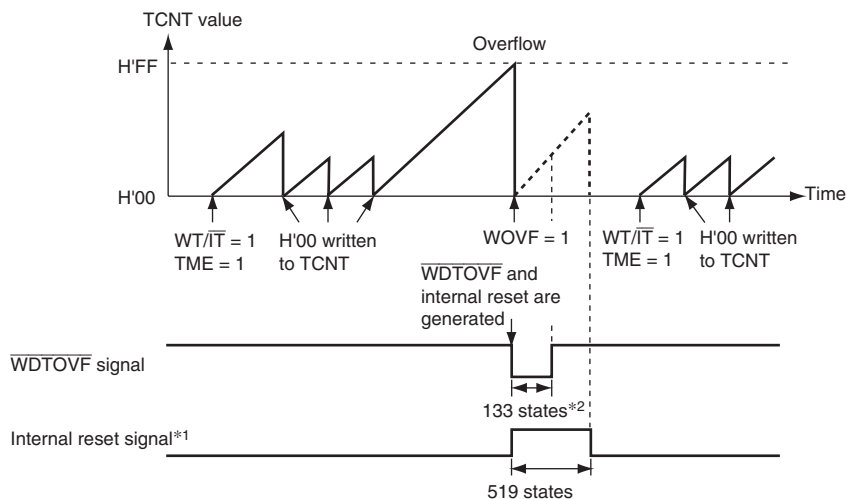 TCNT value
Overflow
H'FF
H'00
Time
WT/IT = 1
TME = 1
H'00 written
to TCNT
WOVF = 1
WT/IT = 1
TME = 1
H'00 written
to TCNT
WDTOVF and
internal reset are
generated
WDTOVF signal
133 states*2
Internal reset signal*1
519 states